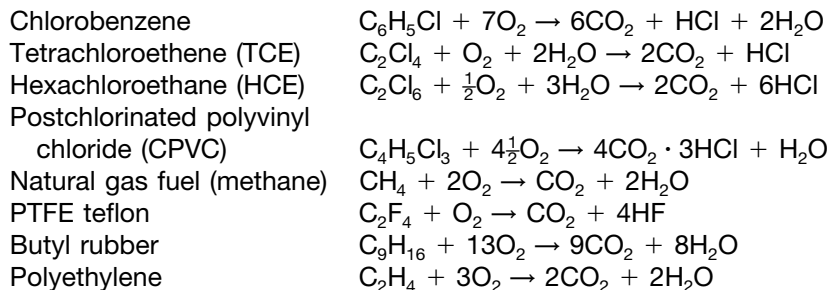 Chlorobenzene C₆H₅Cl + 7O₂ → 6CO₂ + HCl + 2H₂O
Tetrachloroethene (TCE) C₂Cl₄ + O₂ + 2H₂O → 2CO₂ + HCl
Hexachloroethane (HCE) C₂Cl₆ + ½O₂ + 3H₂O → 2CO₂ + 6HCl
Postchlorinated polyvinyl
chloride (CPVC) C₄H₅Cl₃ + 4½O₂ → 4CO₂ · 3HCl + H₂O
Natural gas fuel (methane) CH₄ + 2O₂ → CO₂ + 2H₂O
PTFE teflon C₂F₄ + O₂ → CO₂ + 4HF
Butyl rubber C₉H₁₆ + 13O₂ → 9CO₂ + 8H₂O
Polyethylene C₂H₄ + 3O₂ → 2CO₂ + 2H₂O